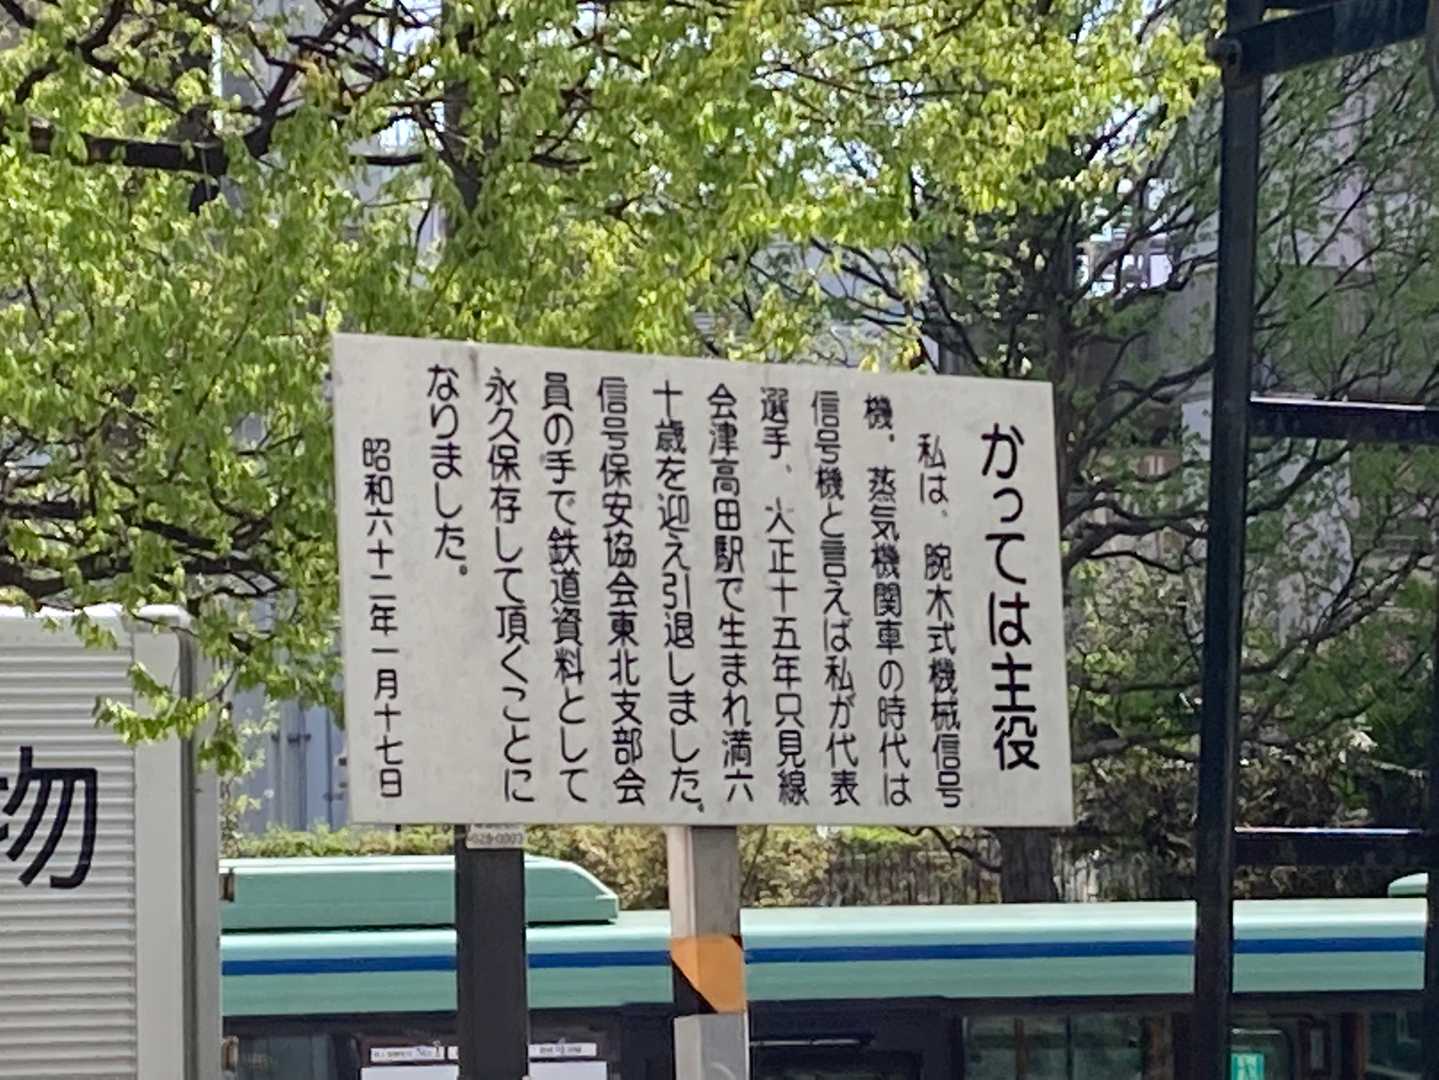 かっては主役
私は、腕木式機械信号
機。蒸気機関車の時代は
信号機と言えば私が代表
選手、大正十五年只見線
会津高田駅で生まれ満六
十歳を迎え引退しました。
信号保安協会東北支部会
員の手で鉄道資料として
永久保存して頂くことに
なりました。
昭和六十二年一月十七日
物